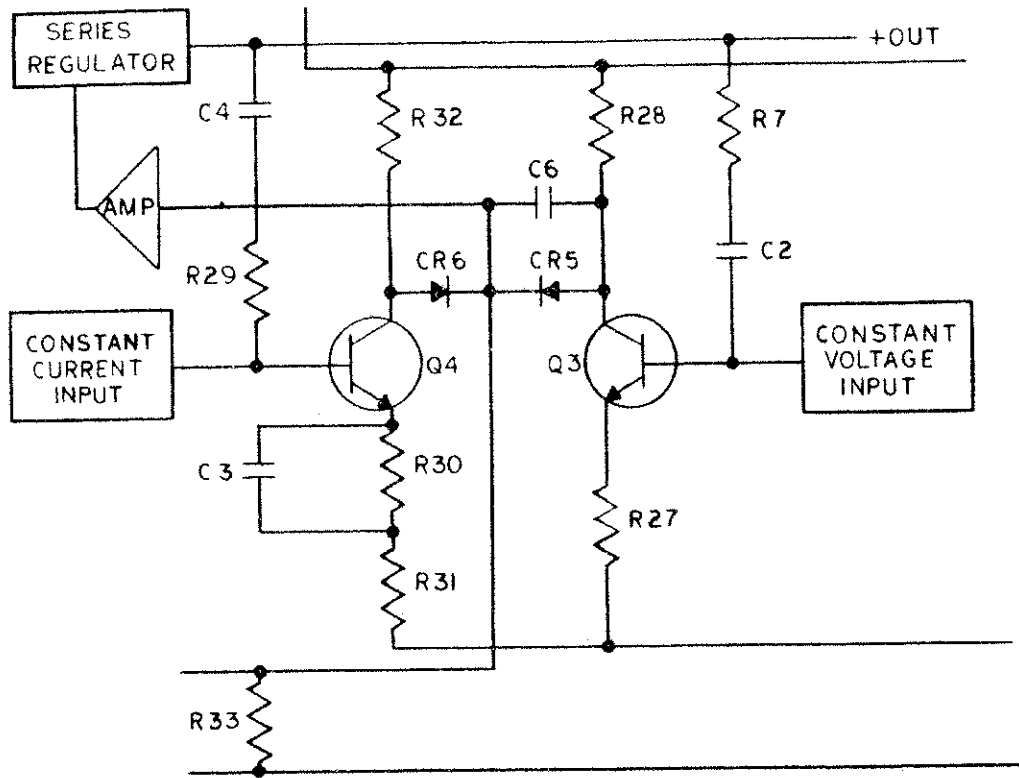 SERIES
REGULATOR
+OUT
C4
R32
R28
R7
C6
AMP
R29
CR6
CR5
C2
CONSTANT
CURRENT
INPUT
Q4
Q3
CONSTANT
VOLTAGE
INPUT
C3
R30
R27
R31
R33